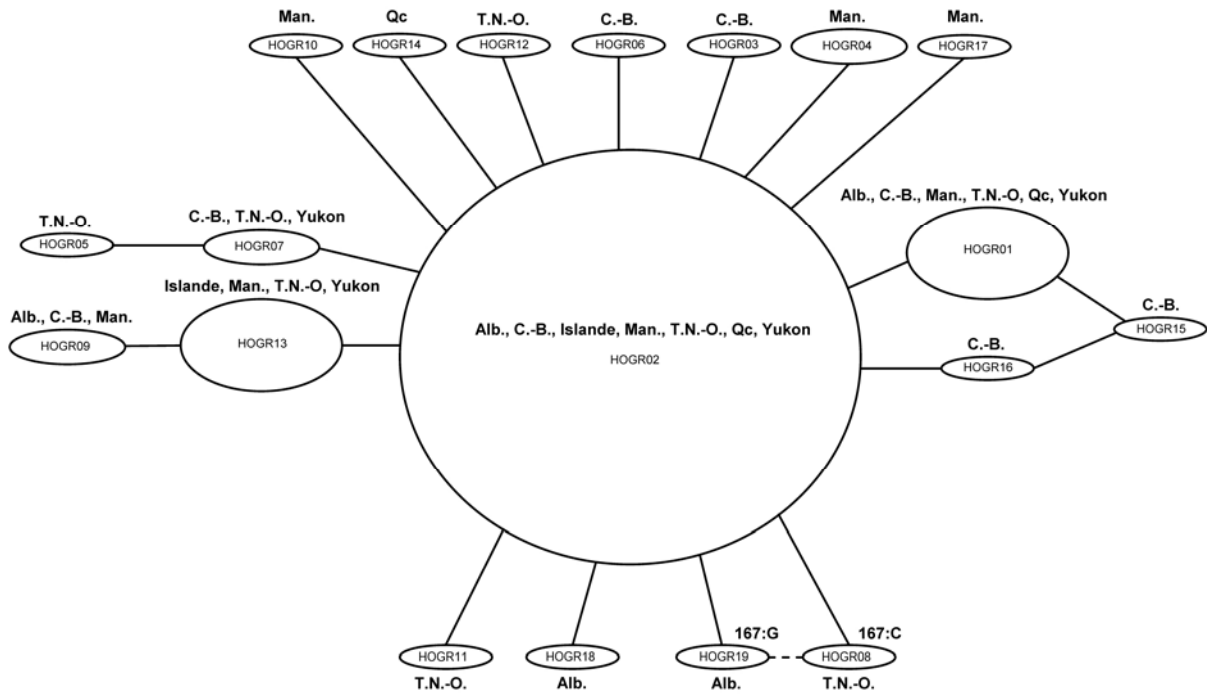 Man. Qc T.N.-O. C.-B. C.-B. Man. Man.
HOGR10 HOGR14 HOGR12 HOGR06 HOGR03 HOGR04 HOGR17
Alb., C.-B., Man., T.N.-O, Qc, Yukon
HOGR01
T.N.-O. C.-B., T.N.-O., Yukon
HOGR05 HOGR07
Islande, Man., T.N.-O, Yukon
Alb., C.-B., Man.
HOGR09 HOGR13
Alb., C.-B., Islande, Man., T.N.-O., Qc, Yukon
HOGR02
C.-B.
HOGR15
C.-B.
HOGR16
167:G 167:C
HOGR11 HOGR18 HOGR19 HOGR08
T.N.-O. Alb. Alb. T.N.-O.